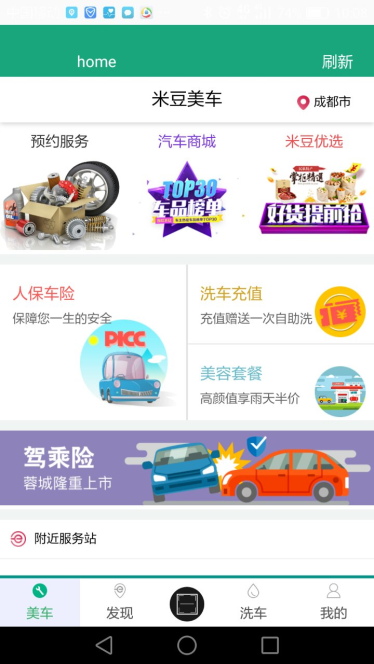 home
刷新
米豆美车
成都市
预约服务
汽车商城
米豆优选
TOP30
车品榜单
掌柜精选
好货提前抢
人保车险
保障您一生的安全
PICC
洗车充值
充值赠送一次自助洗
美容套餐
高颜值享雨天半价
驾乘险
蓉城隆重上市
附近服务站
美车
发现
洗车
我的